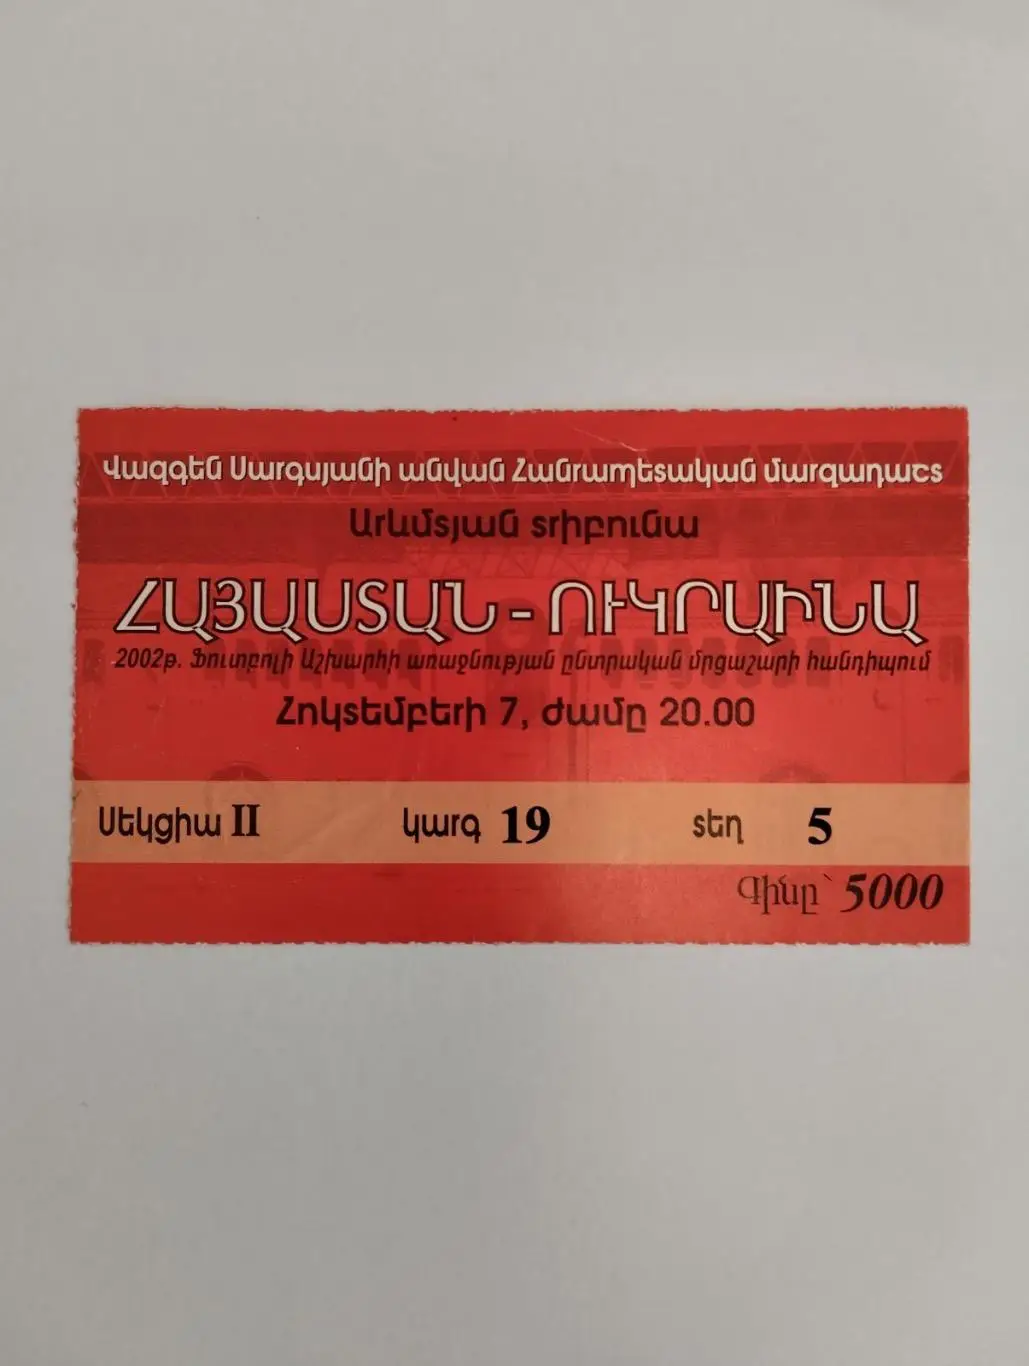 Վազգեն Սարգսյանի անվան Հանրապետական մարզադաշտ
Արևմտյան տրիբունա
ՀԱՅԱՍՏԱՆ - ՈՒԿՐԱԻՆԱ
2002թ. Ֆուտբոլի Աշխարհի առաջնության ընտրական մրցաշարի հանդիպում
Հոկտեմբերի 7, ժամը 20.00
Սեկցիա II կարգ 19 տեղ 5
Գինը՝ 5000